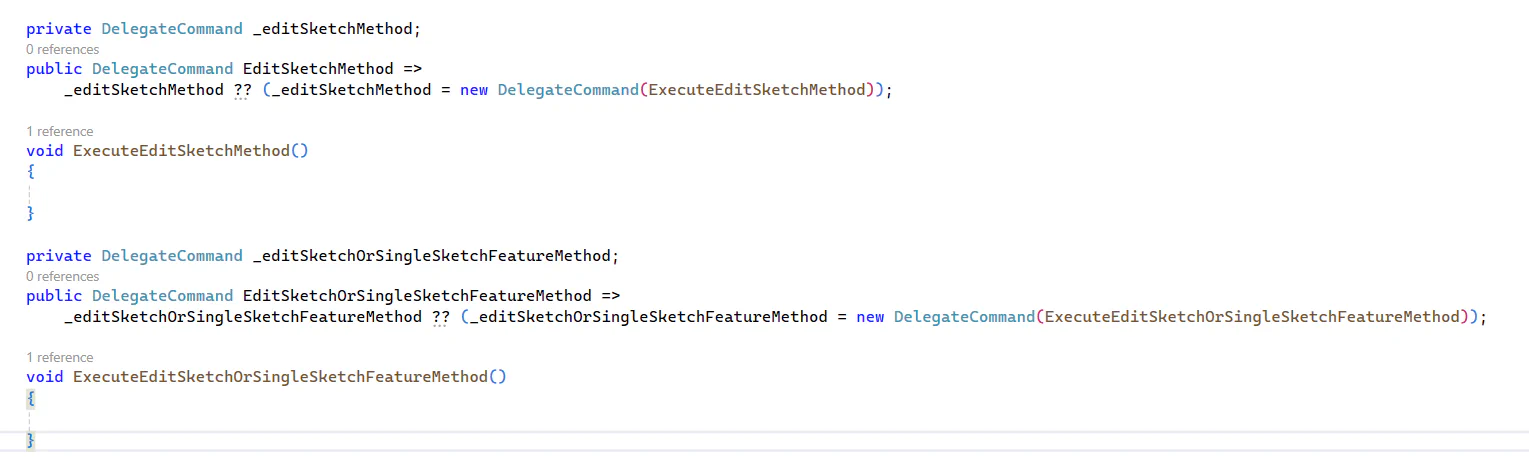 private DelegateCommand _editSketchMethod;
0 references
public DelegateCommand EditSketchMethod =>
    _editSketchMethod ?? (_editSketchMethod = new DelegateCommand(ExecuteEditSketchMethod));
1 reference
void ExecuteEditSketchMethod()
{
}
private DelegateCommand _editSketchOrSingleSketchFeatureMethod;
0 references
public DelegateCommand EditSketchOrSingleSketchFeatureMethod =>
    _editSketchOrSingleSketchFeatureMethod ?? (_editSketchOrSingleSketchFeatureMethod = new DelegateCommand(ExecuteEditSketchOrSingleSketchFeatureMethod));
1 reference
void ExecuteEditSketchOrSingleSketchFeatureMethod()
{
}